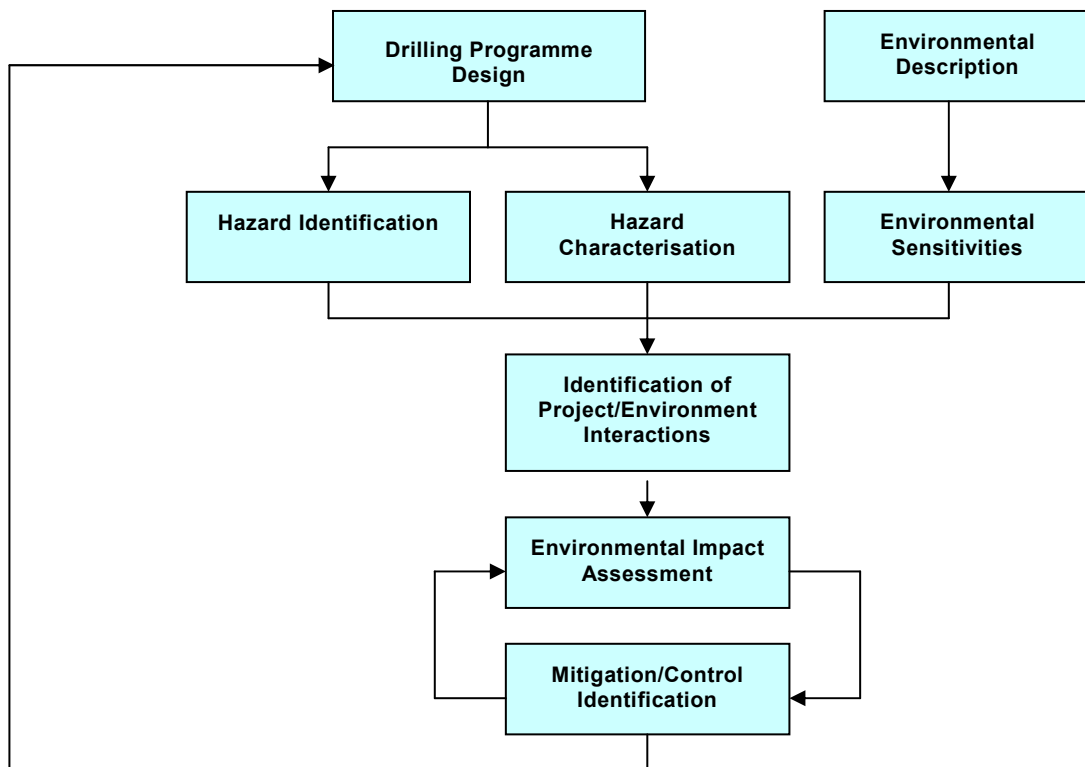 Drilling Programme
Design
Environmental
Description
Hazard Identification
Hazard
Characterisation
Environmental
Sensitivities
Identification of
Project/Environment
Interactions
Environmental Impact
Assessment
Mitigation/Control
Identification